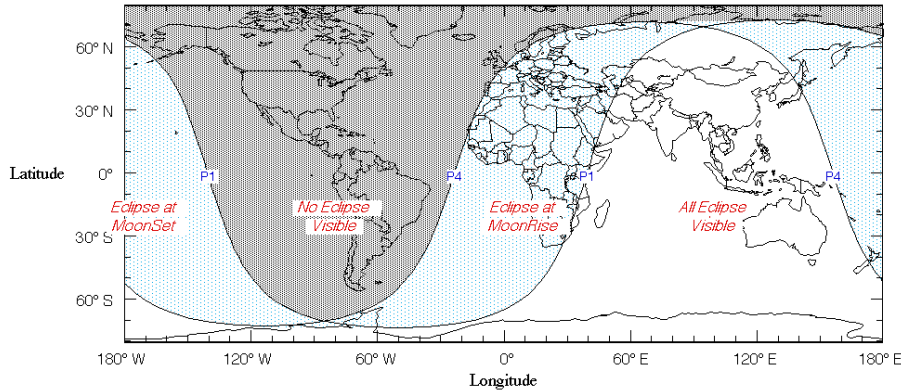 60° N
30° N
Latitude
0°
30° S
60° S
P1
P4
P1
P4
Eclipse at
MoonSet
No Eclipse
Visible
Eclipse at
MoonRise
All Eclipse
Visible
180° W
120° W
60° W
0°
60° E
120° E
180° E
Longitude